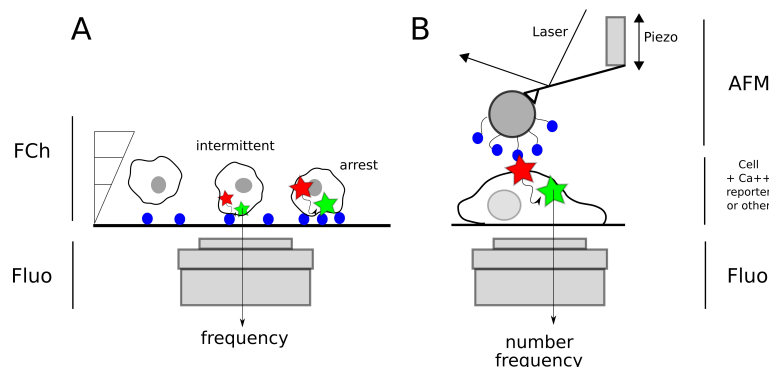 A
B
Laser
Piezo
AFM
FCh
intermittent
arrest
Cell
+ Ca++
reporter
or other
Fluo
Fluo
frequency
number
frequency